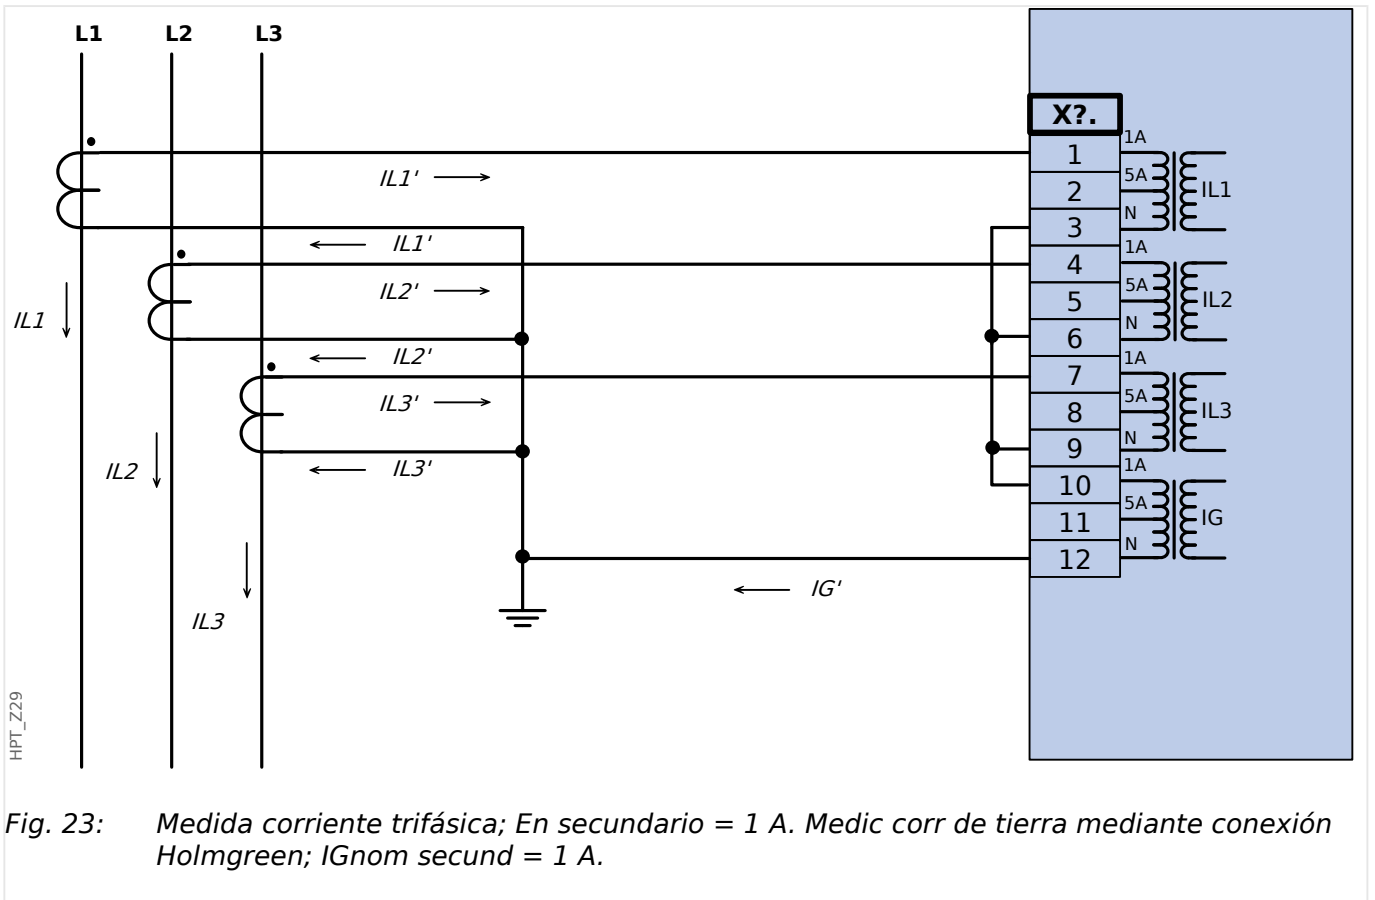 L1 L2 L3
X?.
1A
1
IL1'
5A
2
IL1
N
3
IL1'
1A
4
IL2'
5A
5
IL2
IL1
N
6
IL2'
1A
7
IL3'
5A
8
IL3
N
9
IL3'
IL2
1A
10
5A
11
IG
N
12
IG'
IL3
HPT_Z29
Fig. 23: Medida corriente trifásica; En secundario = 1 A. Medic corr de tierra mediante conexión
Holmgreen; IGnom secund = 1 A.